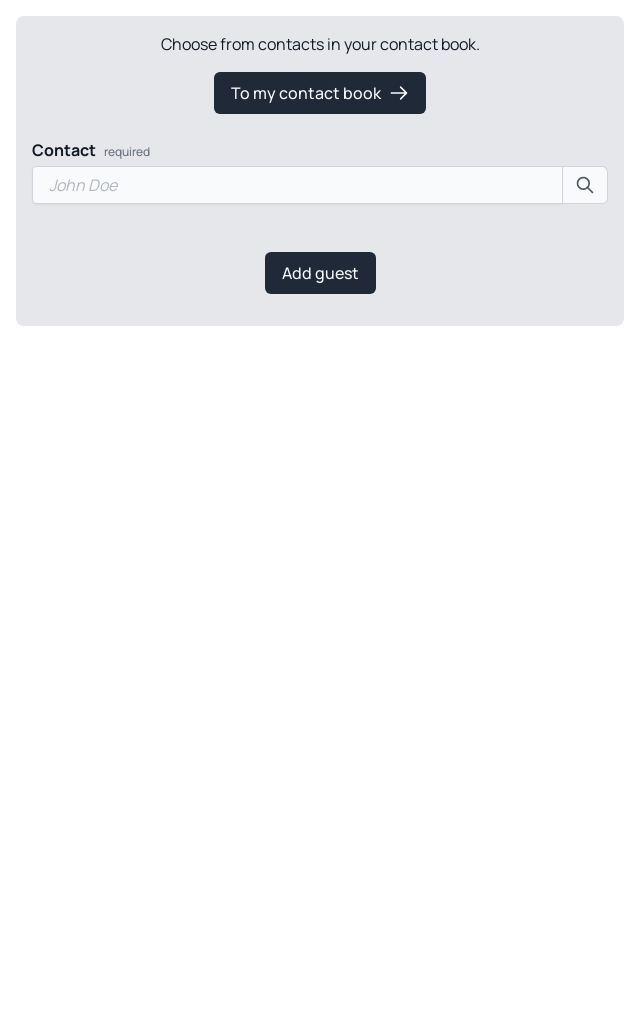 Choose from contacts in your contact book.
To my contact book
Contact required
John Doe
Add guest